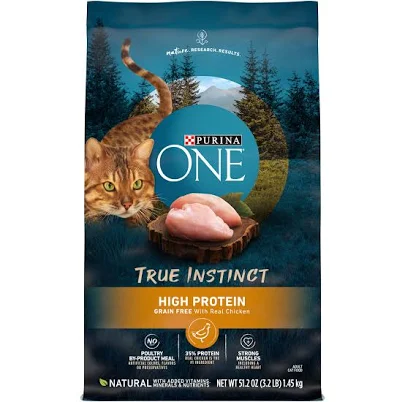 nature. RESEARCH. RESULTS.
PURINA
ONE
TRUE INSTINCT
HIGH PROTEIN
GRAIN FREE With Real Chicken
NO
POULTRY
BY-PRODUCT MEAL
ARTIFICIAL COLORS, FLAVORS
OR PRESERVATIVES
35% PROTEIN
REAL CHICKEN IS THE
#1 INGREDIENT
STRONG
MUSCLES
INCLUDING A
HEALTHY HEART
ADULT
CAT FOOD
NATURAL WITH ADDED VITAMINS,
MINERALS & NUTRIENTS
NET WT 51.2 OZ (3.2 LB) 1.45 kg